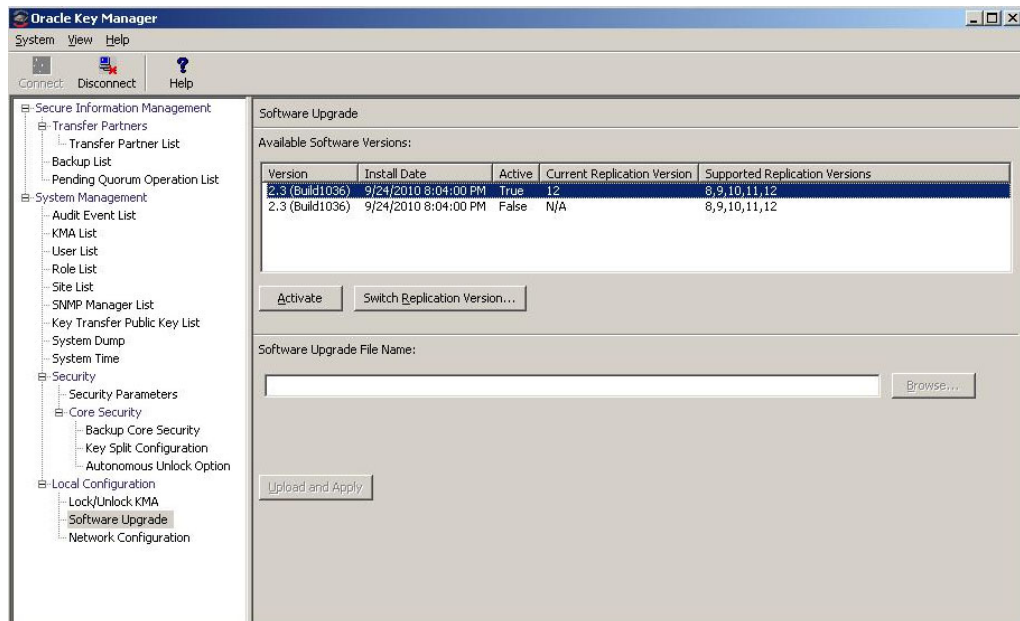 Oracle Key Manager
System View Help
Connect Disconnect Help
Secure Information Management
Transfer Partners
Transfer Partner List
Backup List
Pending Quorum Operation List
System Management
Audit Event List
KMA List
User List
Role List
Site List
SNMP Manager List
Key Transfer Public Key List
System Dump
System Time
Security
Security Parameters
Core Security
Backup Core Security
Key Split Configuration
Autonomous Unlock Option
Local Configuration
Lock/Unlock KMA
Software Upgrade
Network Configuration
Software Upgrade
Available Software Versions:
Version Install Date Active Current Replication Version Supported Replication Versions
2.3 (Build1036) 9/24/2010 8:04:00 PM True 12 8,9,10,11,12
2.3 (Build1036) 9/24/2010 8:04:00 PM False N/A 8,9,10,11,12
Activate Switch Replication Version...
Software Upgrade File Name:
Browse...
Upload and Apply